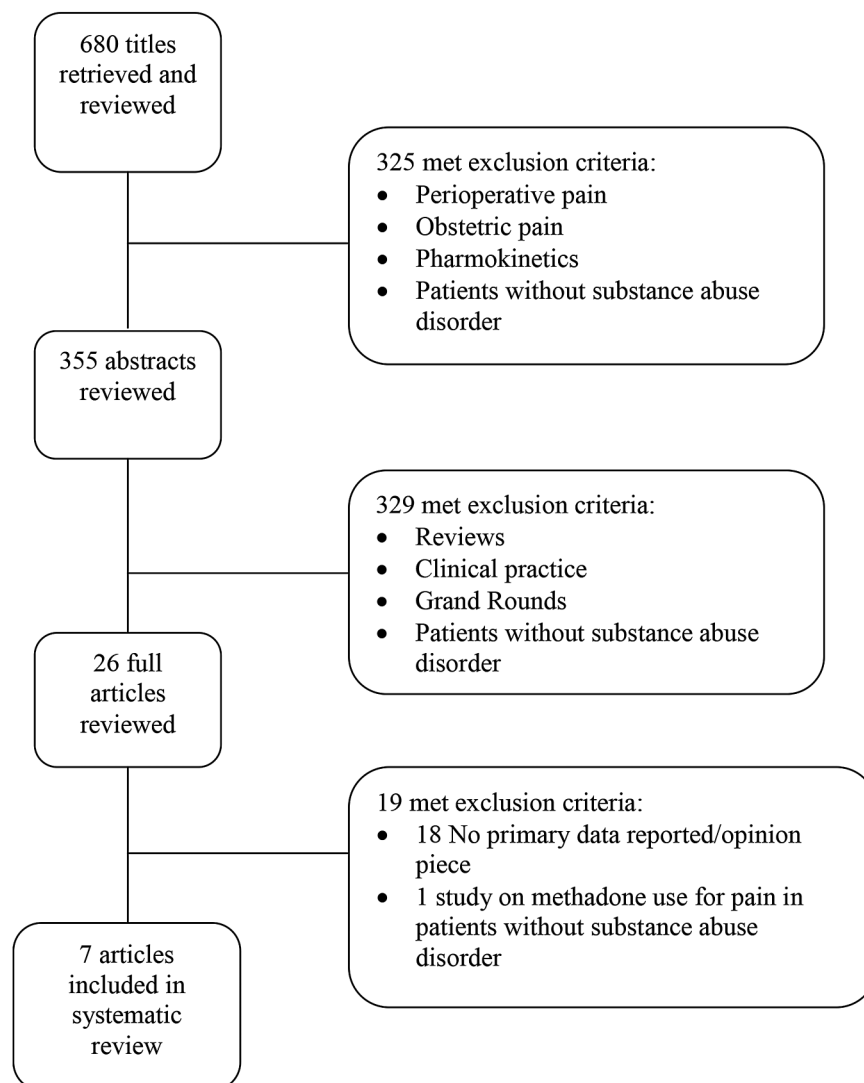 680 titles
retrieved and
reviewed
325 met exclusion criteria:
• Perioperative pain
• Obstetric pain
• Pharmokinetics
• Patients without substance abuse
disorder
355 abstracts
reviewed
329 met exclusion criteria:
• Reviews
• Clinical practice
• Grand Rounds
• Patients without substance abuse
disorder
26 full
articles
reviewed
19 met exclusion criteria:
• 18 No primary data reported/opinion
piece
• 1 study on methadone use for pain in
patients without substance abuse
disorder
7 articles
included in
systematic
review